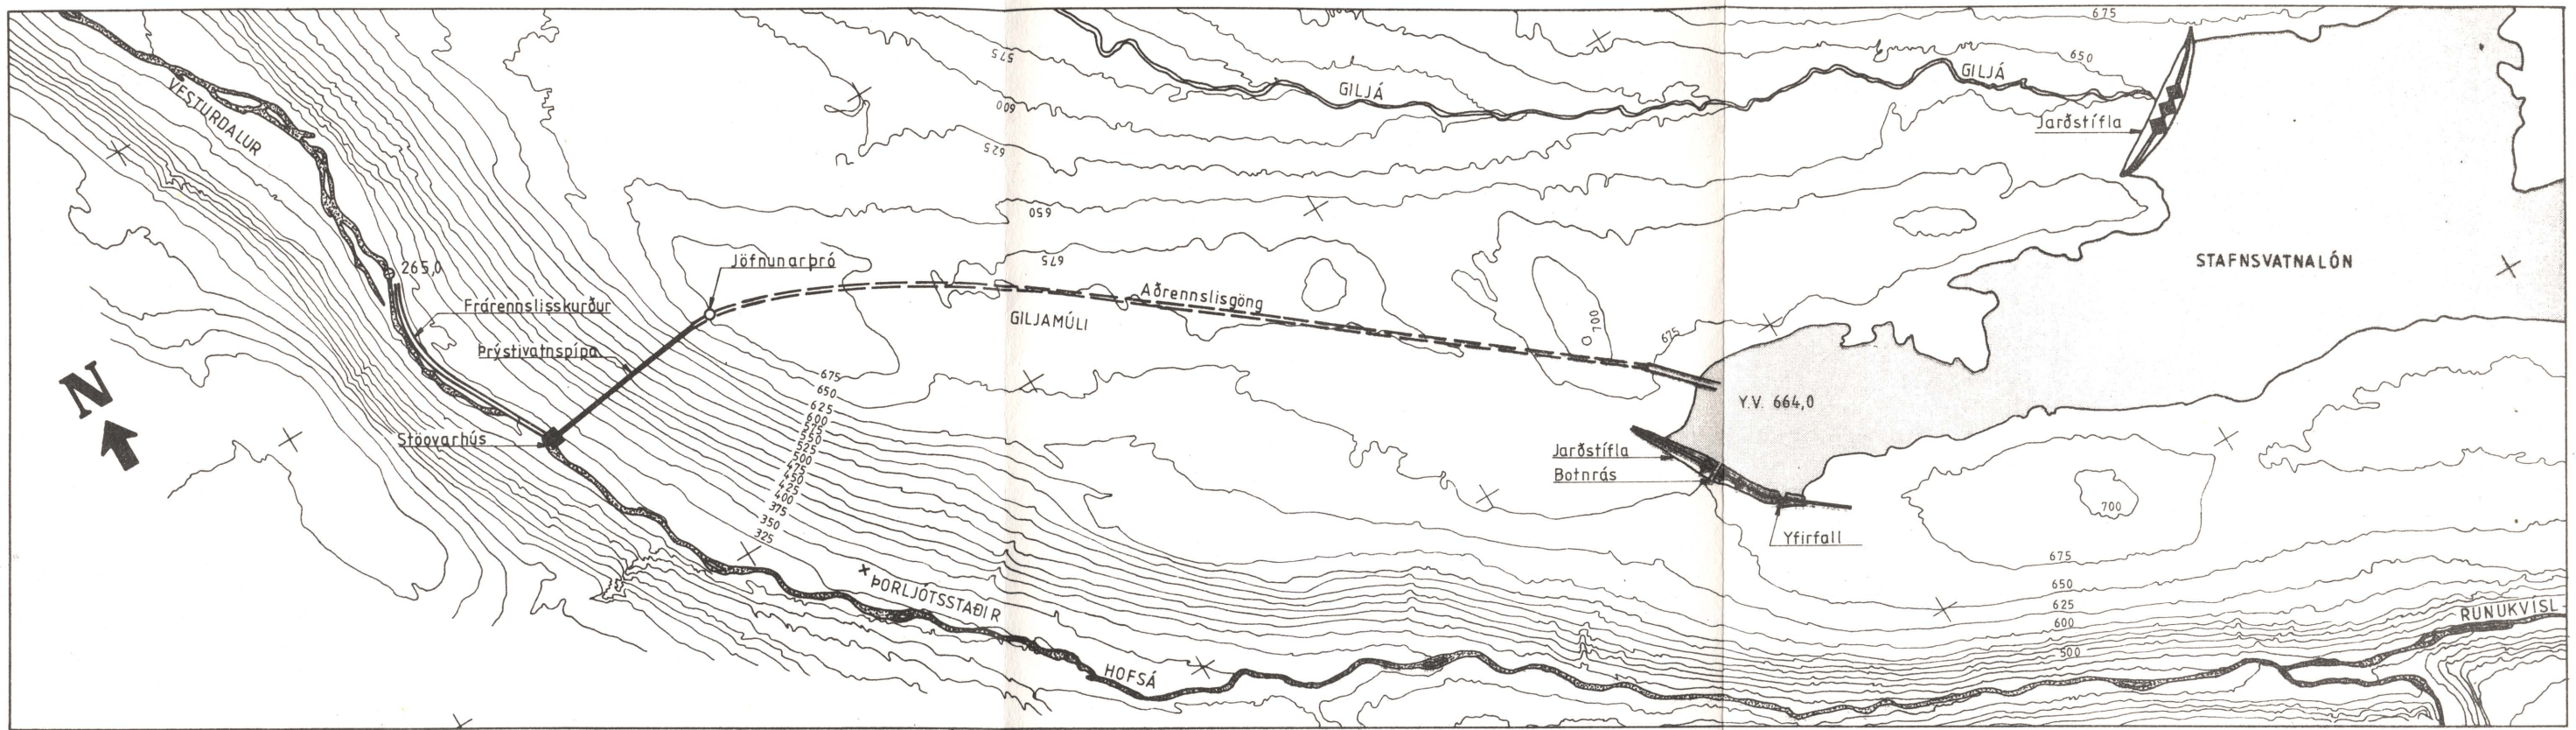 675
575
650
GILJÁ
GILJÁ
VESTURDALUR
600
Jarðstífla
625
650
STAFNSVATNALÓN
Jöfnunarþró
675
265,0
Aðrennslisgöng
Frárennslisskurður
GILJAMÚLI
700
675
Þrýstivatnspípa
N
675
650
Y.V. 664,0
625
600
575
550
525
500
475
450
425
400
375
350
325
Stöðvarhús
Jarðstífla
Botnrás
700
Yfirfall
675
ÞORLJÓTSSTAÐIR
650
625
600
500
RUNUKVÍSL
HOFSÁ